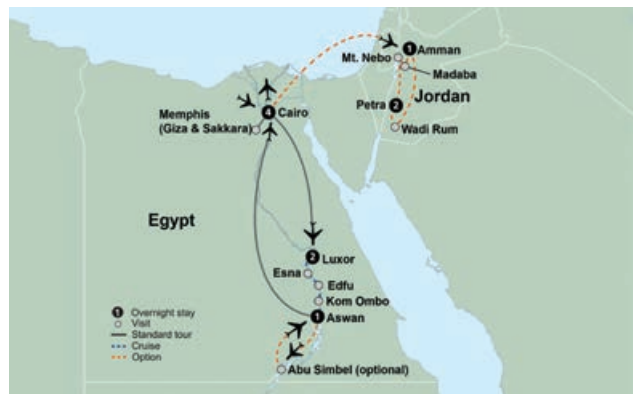 1
Amman
Mt. Nebo
Madaba
Petra
2
Jordan
Wadi Rum
4
Cairo
Memphis
(Giza & Sakkara)
Egypt
2
Luxor
Esna
Edfu
Kom Ombo
1
Aswan
Abu Simbel (optional)
1
Overnight stay
Visit
Standard tour
Cruise
Option